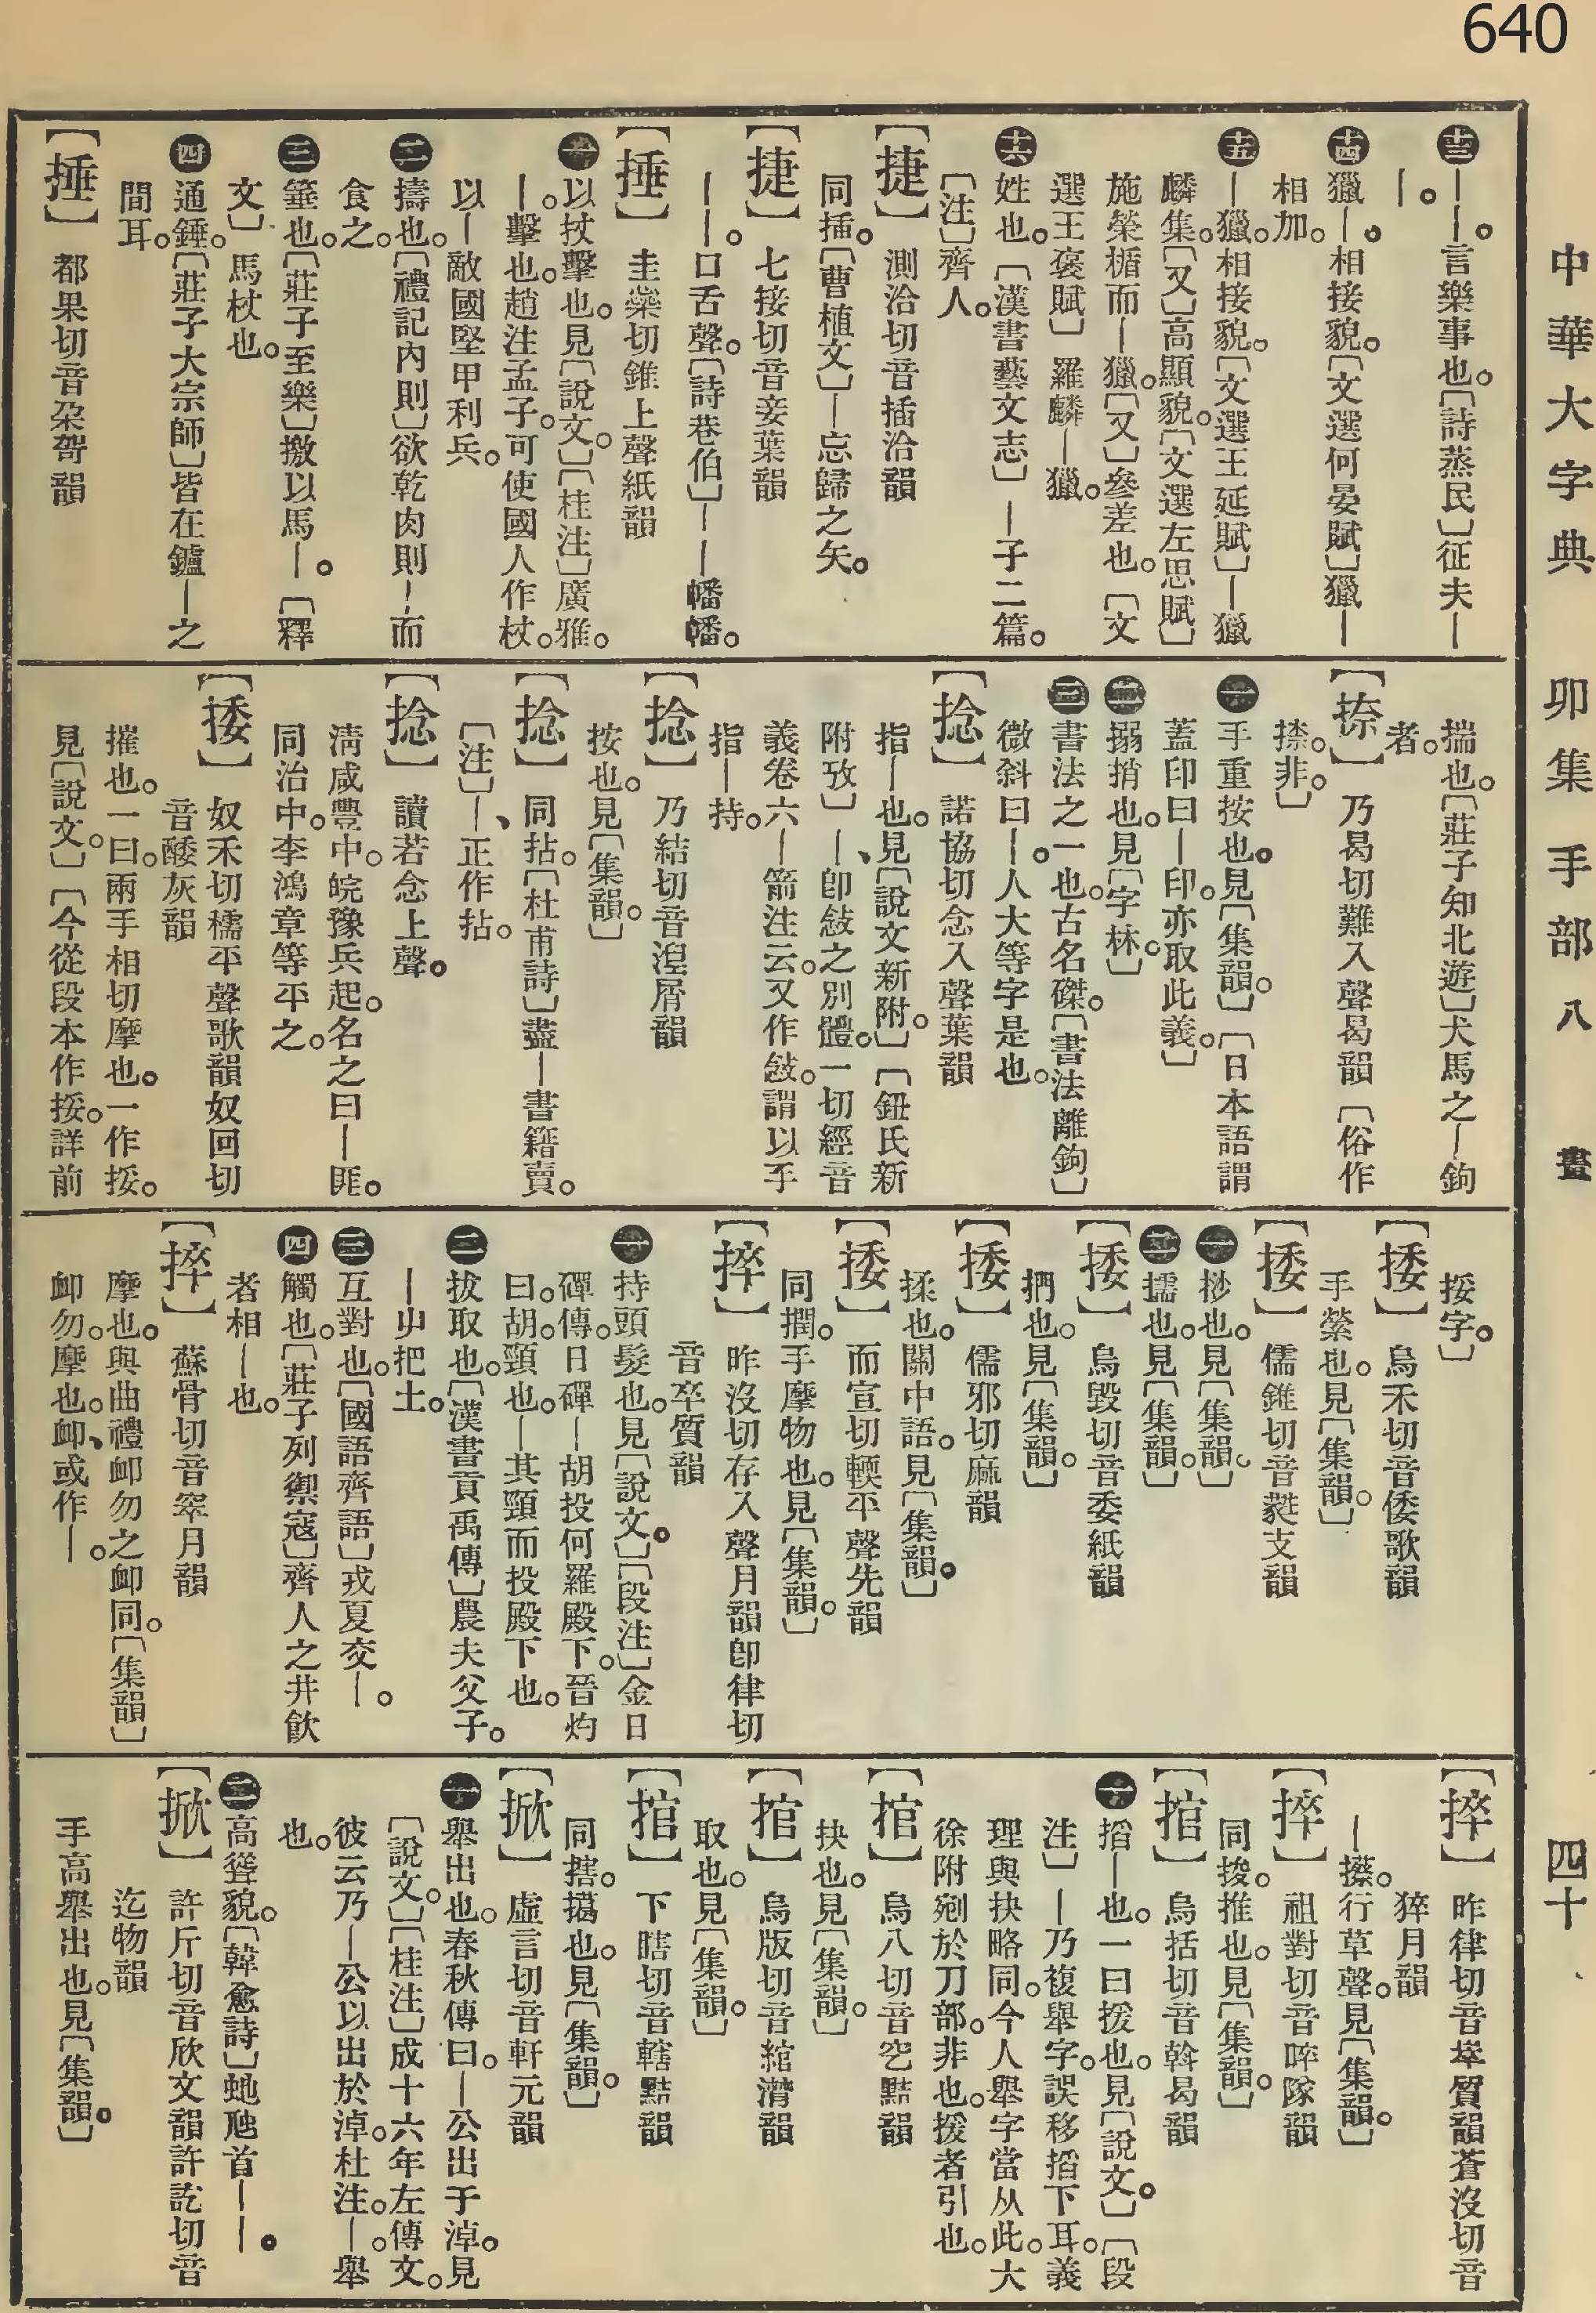 640
中華大字典 卯集 手部 八畫 四十
⓭——。言樂事也。〔詩蒸民〕征夫—
—。
⓮獵—。相接貌。〔文選何晏賦〕獵—
相加。
⓯—獵。相接貌。〔文選王延賦〕—獵
麟集。〔又〕高顯貌。〔文選左思賦〕
施榮楯而—獵。〔又〕參差也。〔文
選王褒賦〕羅麟—獵。
⓰姓也。〔漢書藝文志〕—子二篇。
〔注〕齊人。
【捷】測洽切音插洽韻
同插。〔曹植文〕—忘歸之矢。
【捷】七接切音妾葉韻
——。口舌聲。〔詩巷伯〕——幡幡。
【捶】主橤切錐上聲紙韻
❶以杖擊也。見〔說文。〕〔桂注〕廣雅。
—。擊也。趙注孟子。可使國人作杖。
以—敵國堅甲利兵。
❷擣也。〔禮記內則〕欲乾肉則—而
食之。
❸箠也。〔莊子至樂〕撽以馬—。〔釋
文〕馬杖也。
❹通錘。〔莊子大宗師〕皆在鑪—之
間耳。
【捶】都果切音朶哿韻
揣也。〔莊子知北遊〕大馬之—鉤
者。
【捺】乃曷切難入聲曷韻〔俗作
㨆。非。〕
❶手重按也。見〔集韻。〕〔日本語謂
蓋印曰—印。亦取此義。〕
❷搦捎也。見〔字林。〕
❸書法之一也。古名磔。〔書法離鉤〕
微斜曰—。人大等字是也。
【捻】諾協切念入聲葉韻
指—也。見〔說文新附。〕〔鈕氏新
附攷〕—、卽敜之別體。一切經音
義卷六—箭注云。又作敜。謂以手
指—持。
【捻】乃結切音湼屑韻
按也。見〔集韻。〕
【捻】同拈。〔杜甫詩〕盡—書籍賣。
〔注〕—、正作拈。
【捻】讀若念上聲。
淸咸豐中。皖豫兵起。名之曰—匪。
同治中。李鴻章等平之。
【捼】奴禾切穤平聲歌韻奴回切
音巙灰韻
摧也。一曰。兩手相切摩也。一作挼。
見〔說文。〕〔今從段本作挼。詳前
挼字。〕
【捼】烏禾切音倭歌韻
手縈也。見〔集韻。〕
【捼】儒錐切音蕤支韻
❶挱也。見〔集韻。〕
❷擩也。見〔集韻。〕
【捼】烏毀切音委紙韻
捫也。見〔集韻。〕
【捼】儒邪切麻韻
揉也。關中語。見〔集韻。〕
【捼】而宣切輭平聲先韻
同撋。手摩物也。見〔集韻。〕
【捽】昨沒切存入聲月韻卽律切
音卒質韻
❶持頭髮也。見〔說文。〕〔段注〕金日
磾傳。日磾—胡投何羅殿下。晉灼
曰。胡。頸也。—其頸而投殿下也。
❷拔取也。〔漢書貢禹傳〕農夫父子。
—屮把土。
❸互對也。〔國語齊語〕戎夏交—。
❹觸也。〔莊子列禦寇〕齊人之井飮
者相—也。
【捽】蘇骨切音窣月韻
摩也。與曲禮卹勿之卹同。〔集韻〕
卹勿。摩也。卹、或作—。
【捽】昨律切音崒質韻蒼沒切音
猝月韻
—攃。行草聲。見〔集韻。〕
【捽】祖對切音晬隊韻
同捘。推也。見〔集韻。〕
【捾】烏括切音斡曷韻
❶搯—也。一曰援也。見〔說文。〕〔段
注〕—乃複舉字。誤移搯下耳。義
理與抉略同。今人舉字當从此。大
徐附剜於刀部。非也。援者引也。
【捾】烏八切音穵黠韻
抉也。見〔集韻。〕
【捾】烏版切音綰潸韻
取也。見〔集韻。〕
【捾】下瞎切音轄黠韻
同搳。擖也。見〔集韻。〕
【掀】虛言切音軒元韻
❶舉出也。春秋傳曰。—公出于淖。見
〔說文。〕〔桂注〕成十六年左傳文。
彼云乃—公以出於淖。杜注。—。舉
也。
❷高聳貌。〔韓愈詩〕虵虺首——。
【掀】許斤切音欣文韻許訖切音
迄物韻
手高舉出也。見〔集韻。〕